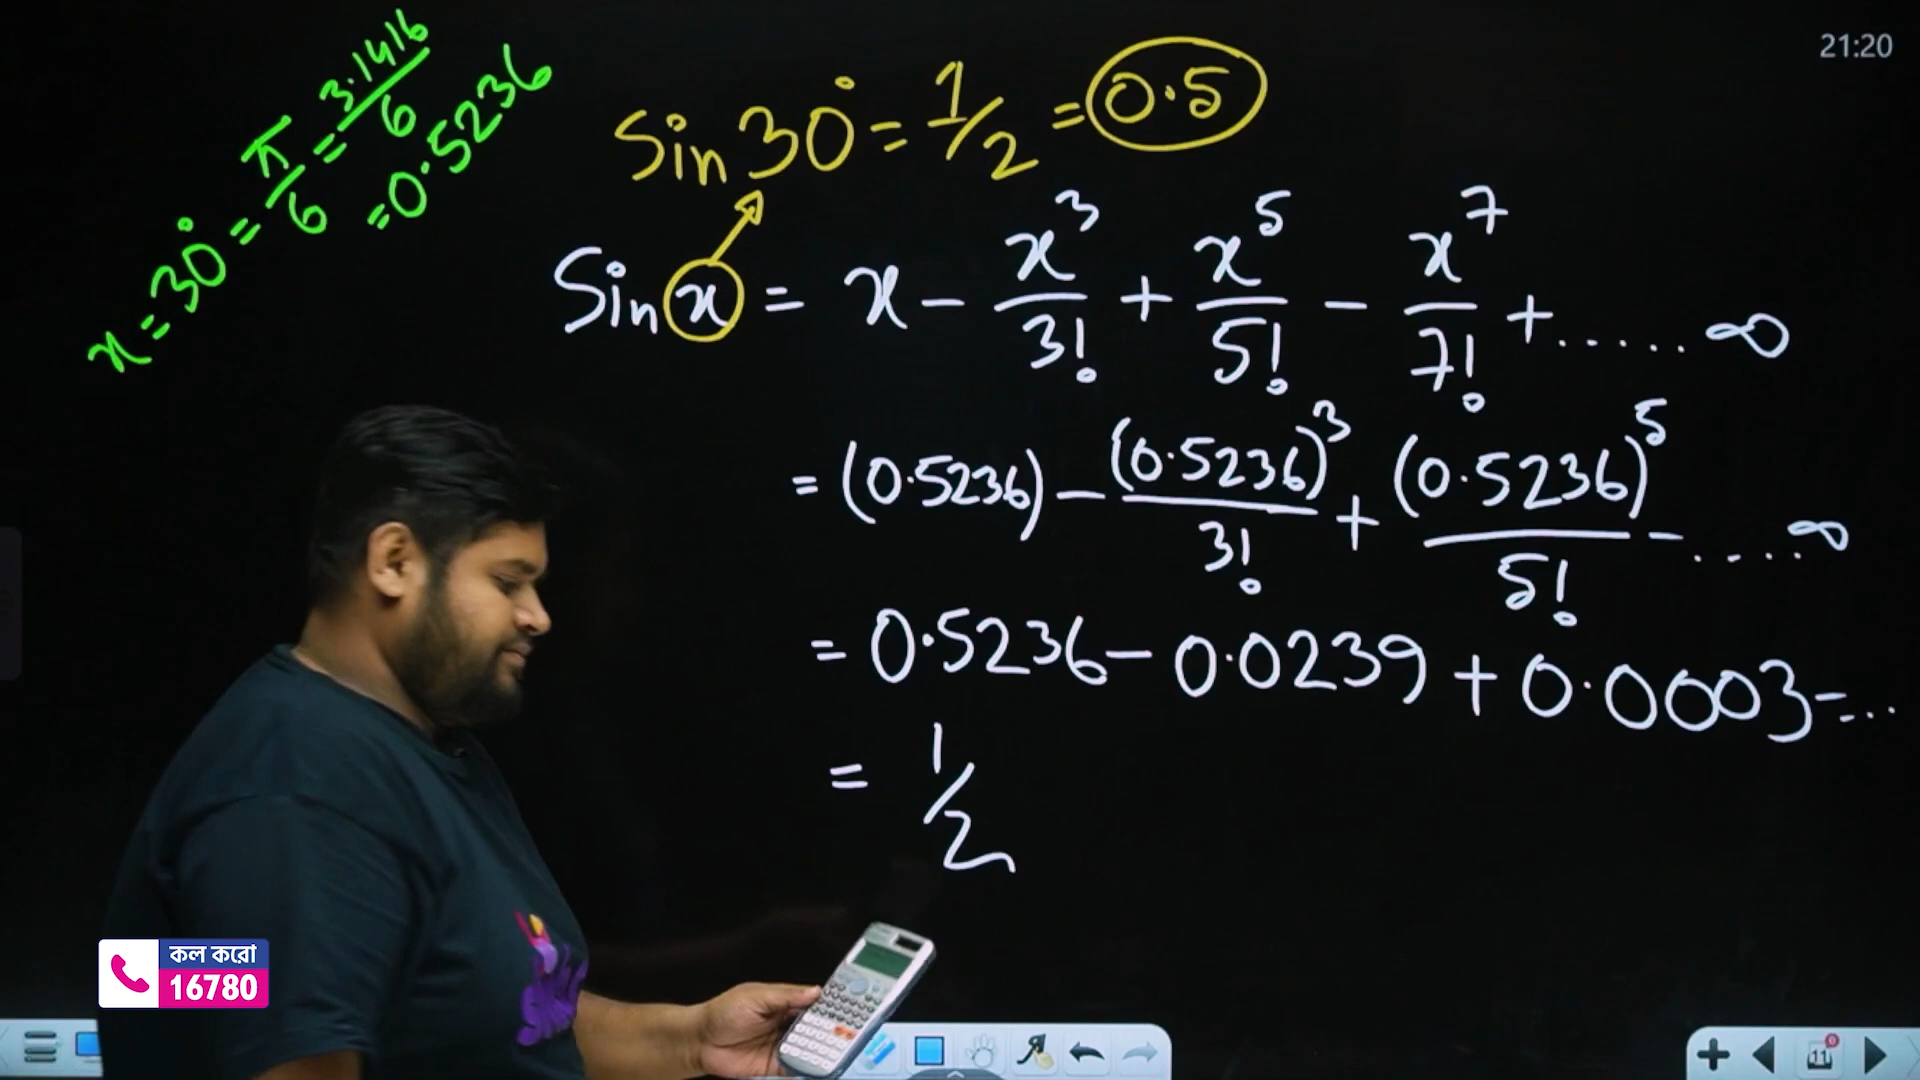 21:20
x = 30° = π/6 = 3.1416/6
= 0.5236
Sin 30° = 1/2 = 0.5
Sin x = x - x³/3! + x⁵/5! - x⁷/7! + ..... ∞
= (0.5236) - (0.5236)³/3! + (0.5236)⁵/5! - ..... ∞
= 0.5236 - 0.0239 + 0.0003 - ...
= 1/2
কল করো
16780
11